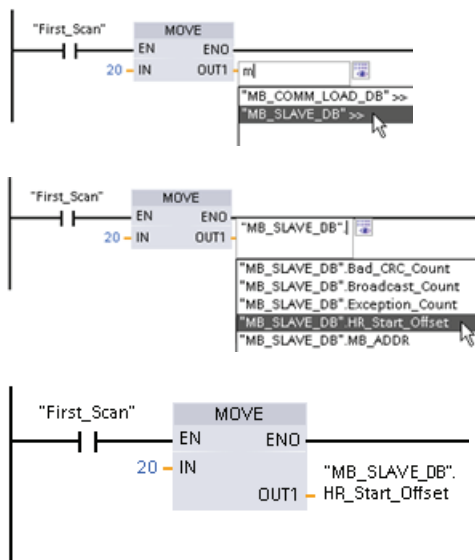 "First_Scan"
MOVE
EN ENO
20 IN OUT1 m
"MB_COMM_LOAD_DB" >>
"MB_SLAVE_DB" >>
"First_Scan"
MOVE
EN ENO
20 IN OUT1 "MB_SLAVE_DB".
"MB_SLAVE_DB".Bad_CRC_Count
"MB_SLAVE_DB".Broadcast_Count
"MB_SLAVE_DB".Exception_Count
"MB_SLAVE_DB".HR_Start_Offset
"MB_SLAVE_DB".MB_ADDR
"First_Scan"
MOVE
EN ENO
20 IN
"MB_SLAVE_DB".
OUT1 HR_Start_Offset